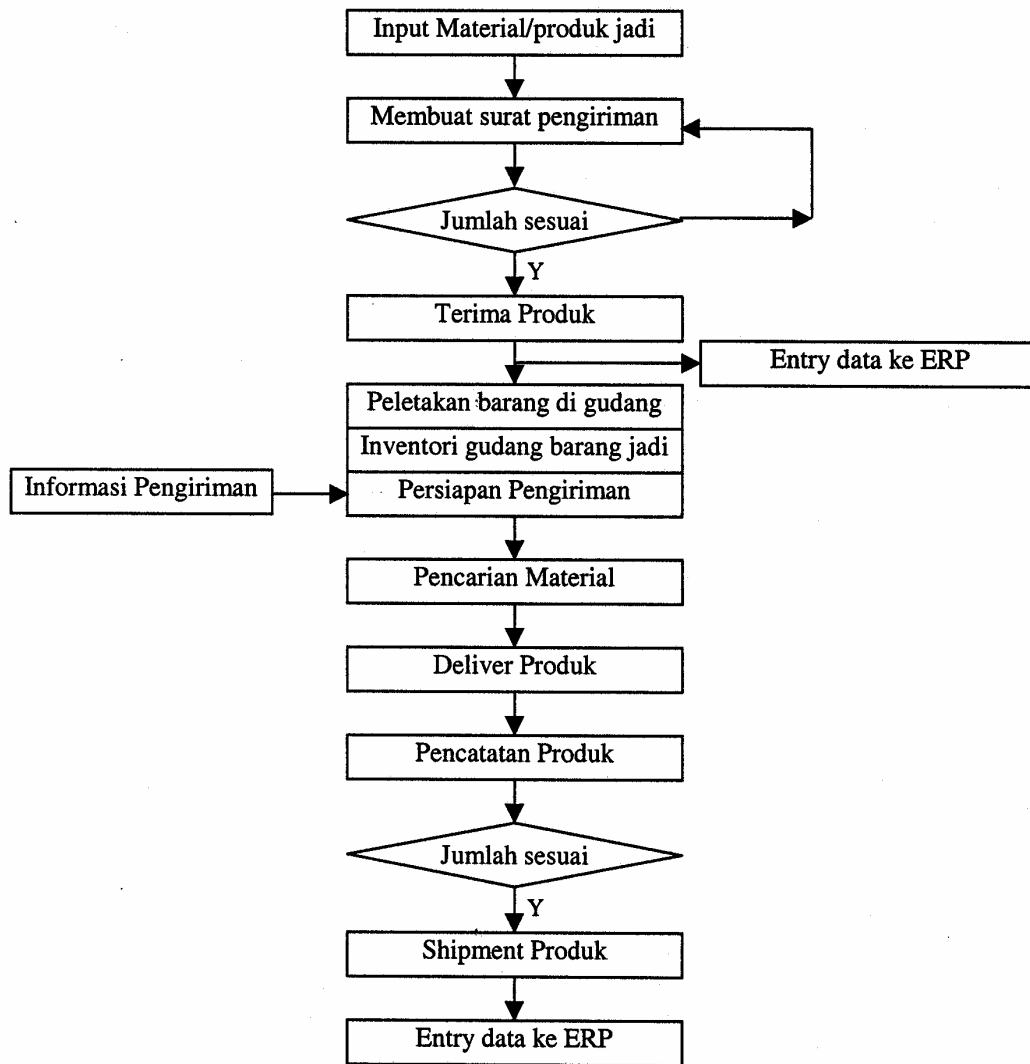 Input Material/produk jadi
Membuat surat pengiriman
Jumlah sesuai
Y
Terima Produk
Entry data ke ERP
Peletakan barang di gudang
Inventori gudang barang jadi
Informasi Pengiriman
Persiapan Pengiriman
Pencarian Material
Deliver Produk
Pencatatan Produk
Jumlah sesuai
Y
Shipment Produk
Entry data ke ERP